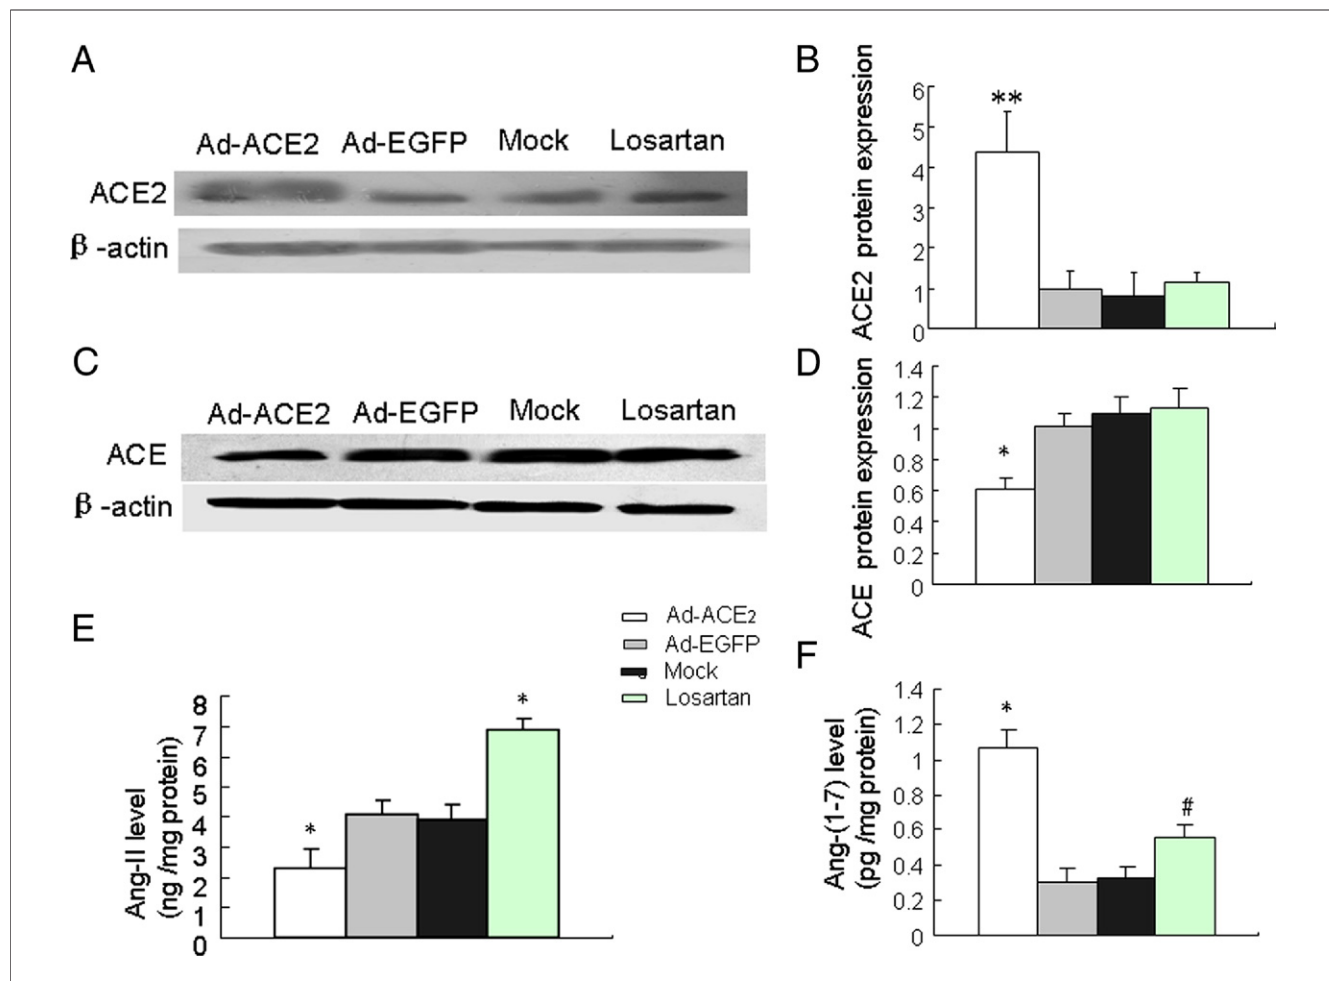 A
Ad-ACE2 Ad-EGFP Mock Losartan
ACE2
β -actin
B
ACE2 protein expression
6
5
4
3
2
1
0
**
C
Ad-ACE2 Ad-EGFP Mock Losartan
ACE
β -actin
D
ACE protein expression
1.4
1.2
1
0.8
0.6
0.4
0.2
0
*
E
Ang-II level
(ng /mg protein)
8
7
6
5
4
3
2
1
0
*
*
Ad-ACE2
Ad-EGFP
Mock
Losartan
F
Ang-(1-7) level
(pg /mg protein)
1.4
1.2
1
0.8
0.6
0.4
0.2
0
*
#